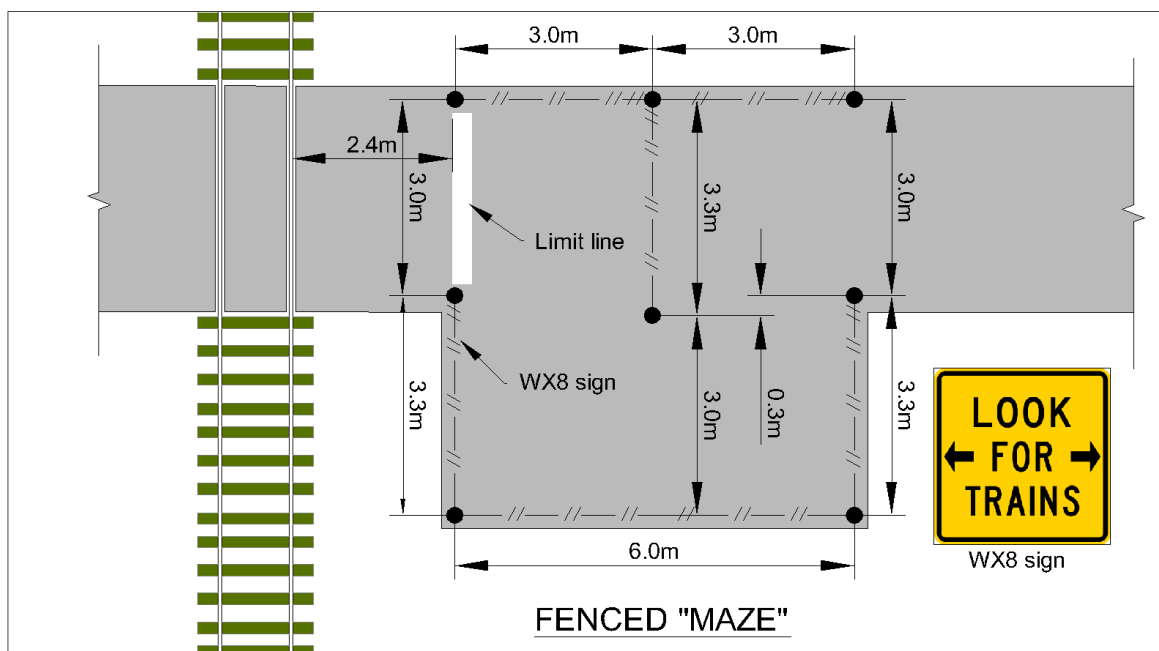 3.0m
3.0m
2.4m
3.0m
3.3m
3.0m
Limit line
WX8 sign
3.3m
3.0m
0.3m
3.3m
LOOK
FOR
TRAINS
WX8 sign
6.0m
FENCED "MAZE"